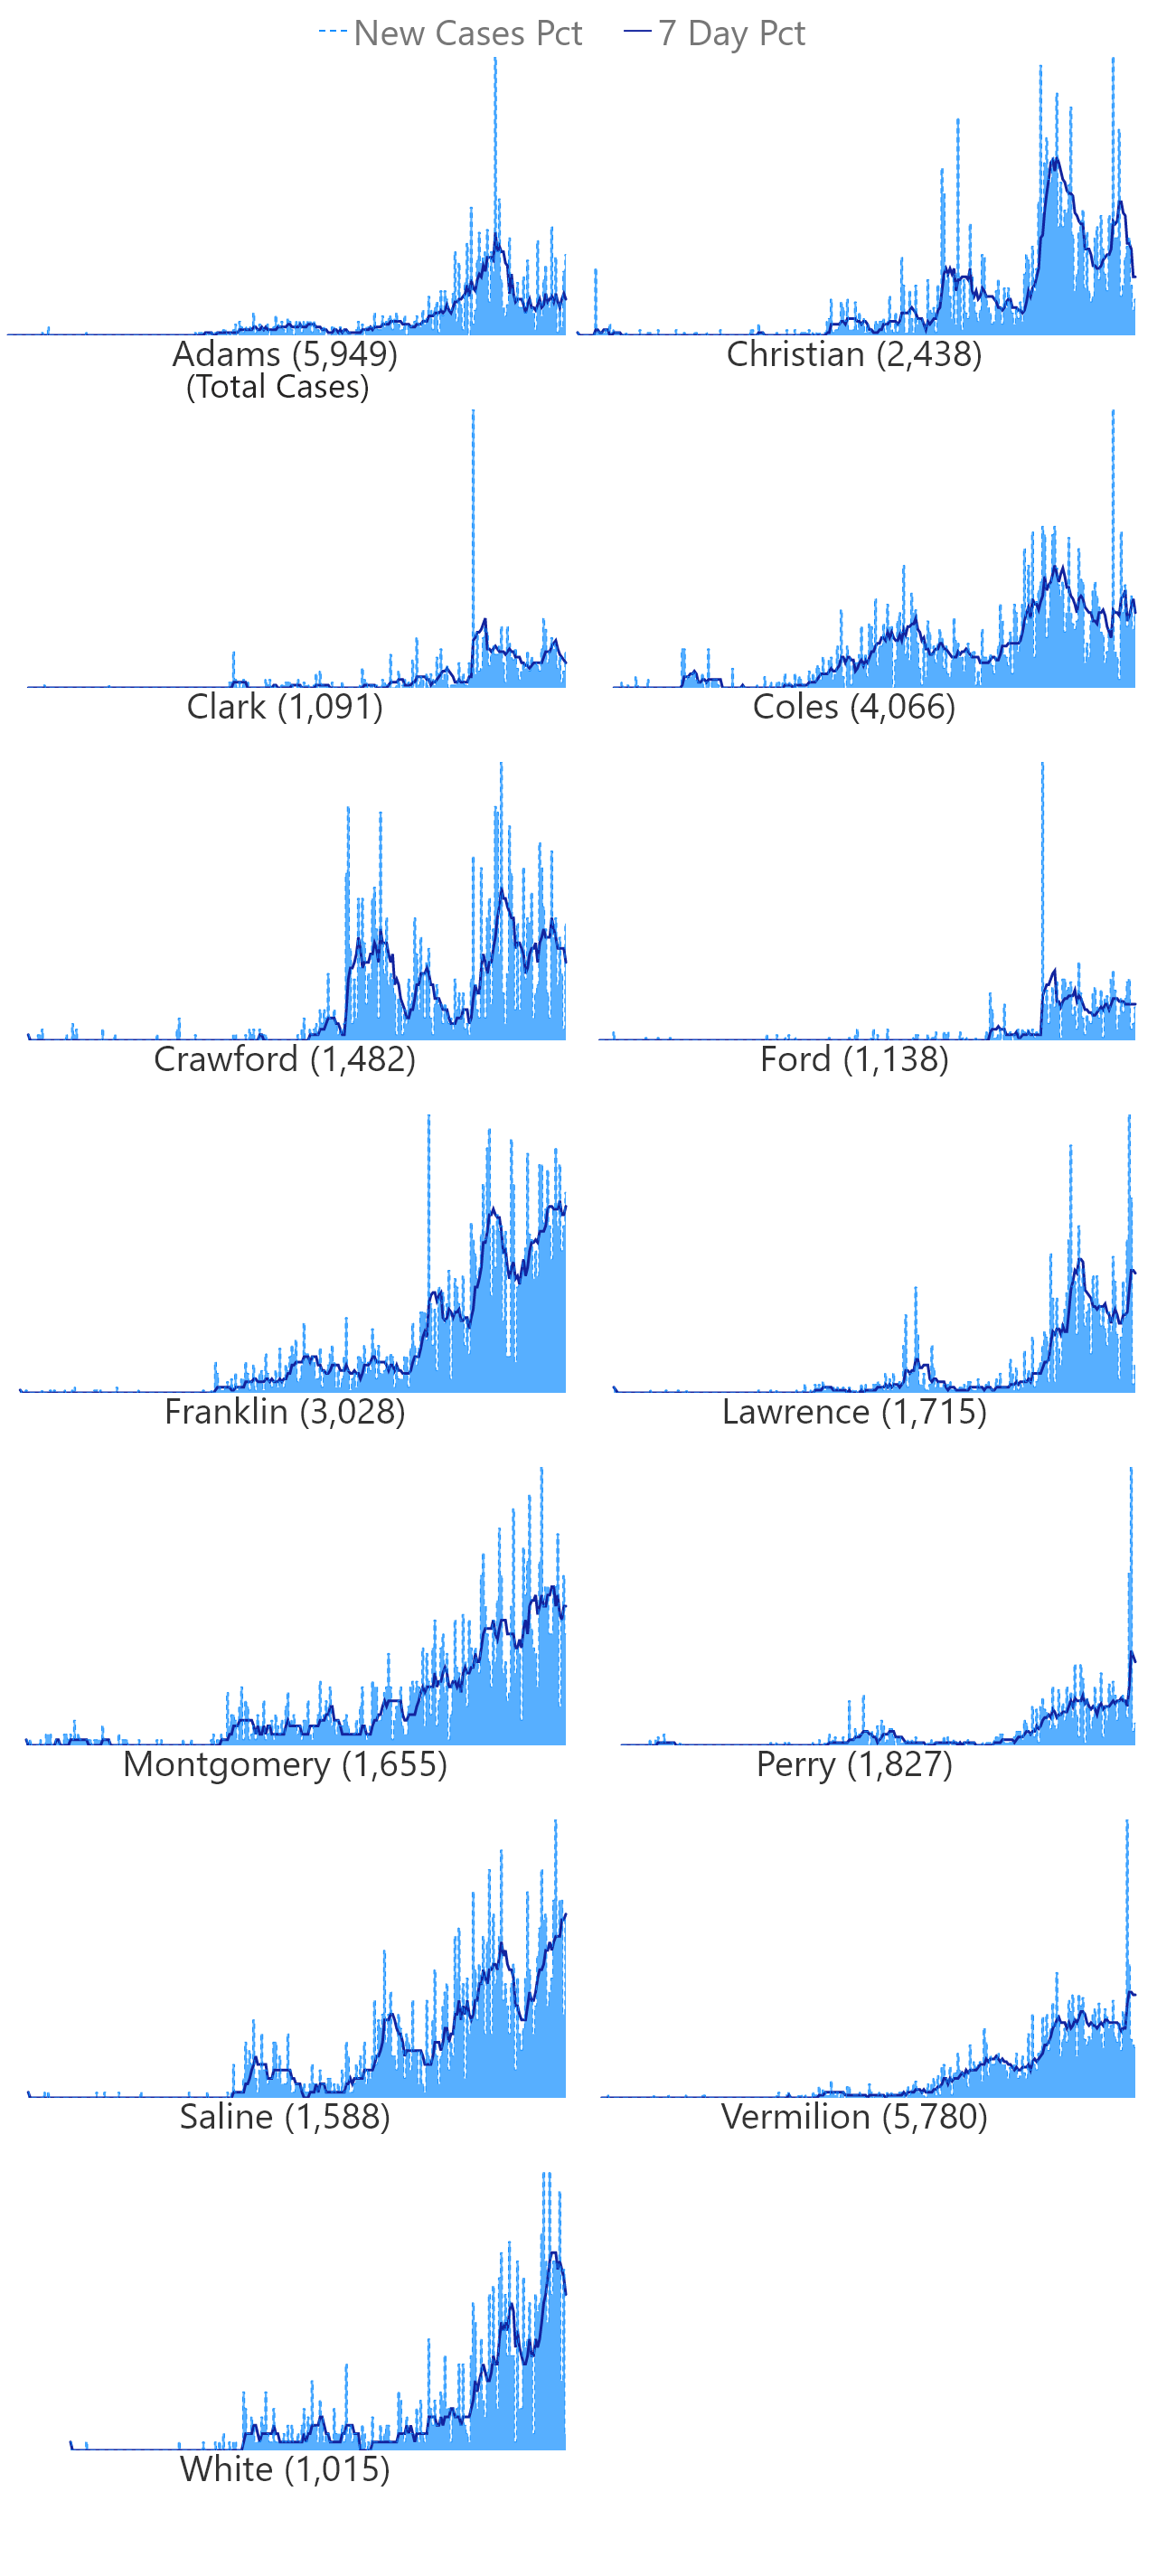 New Cases Pct 7 Day Pct
Adams (5,949) Christian (2,438)
(Total Cases)
Clark (1,091) Coles (4,066)
Crawford (1,482) Ford (1,138)
Franklin (3,028) Lawrence (1,715)
Montgomery (1,655) Perry (1,827)
Saline (1,588) Vermilion (5,780)
White (1,015)